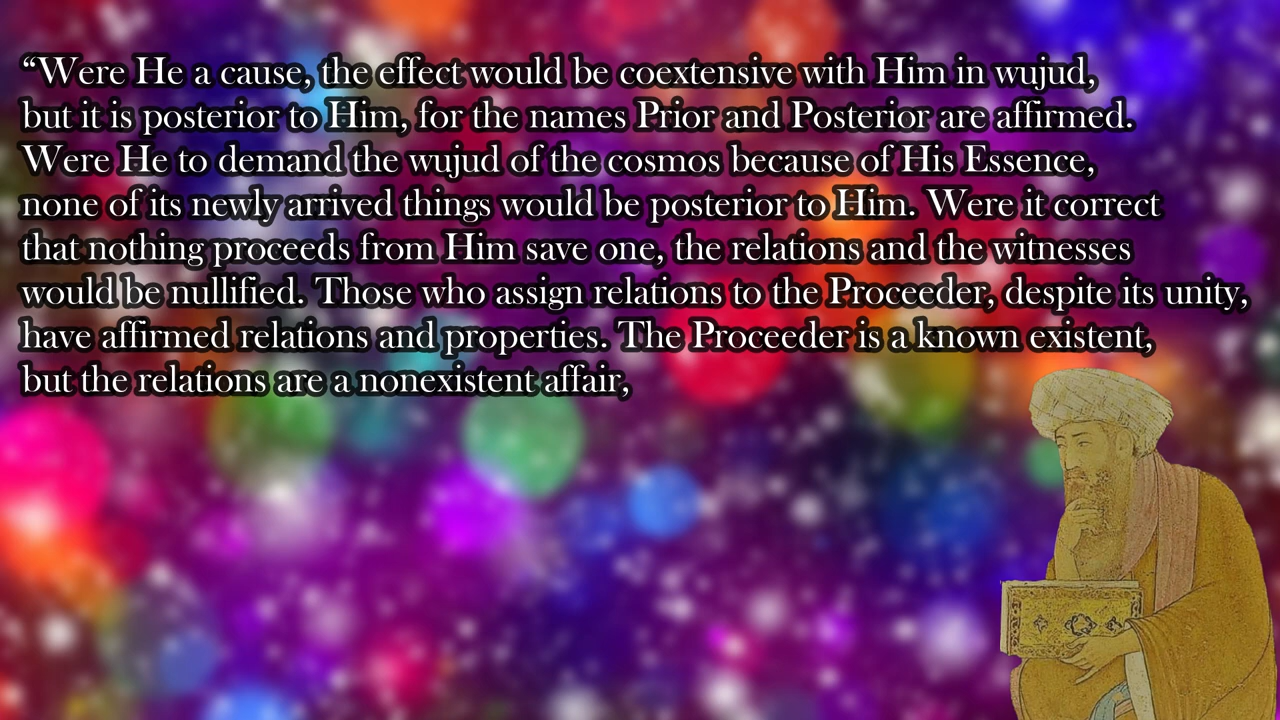 “Were He a cause, the effect would be coextensive with Him in wujud,
but it is posterior to Him, for the names Prior and Posterior are affirmed.
Were He to demand the wujud of the cosmos because of His Essence,
none of its newly arrived things would be posterior to Him. Were it correct
that nothing proceeds from Him save one, the relations and the witnesses
would be nullified. Those who assign relations to the Proceeder, despite its unity,
have affirmed relations and properties. The Proceeder is a known existent,
but the relations are a nonexistent affair,